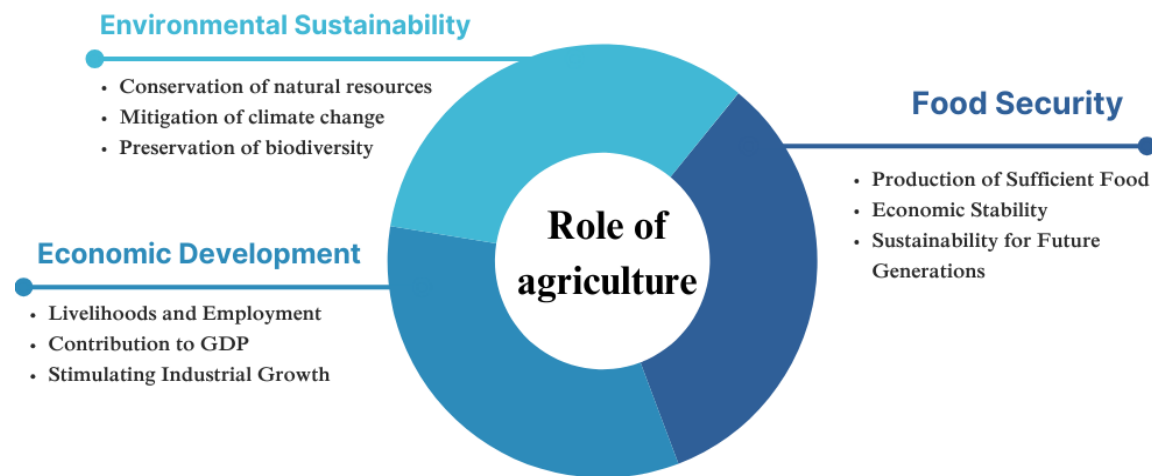 Environmental Sustainability
• Conservation of natural resources
• Mitigation of climate change
• Preservation of biodiversity
Food Security
• Production of Sufficient Food
• Economic Stability
• Sustainability for Future
Generations
Role of
agriculture
Economic Development
• Livelihoods and Employment
• Contribution to GDP
• Stimulating Industrial Growth